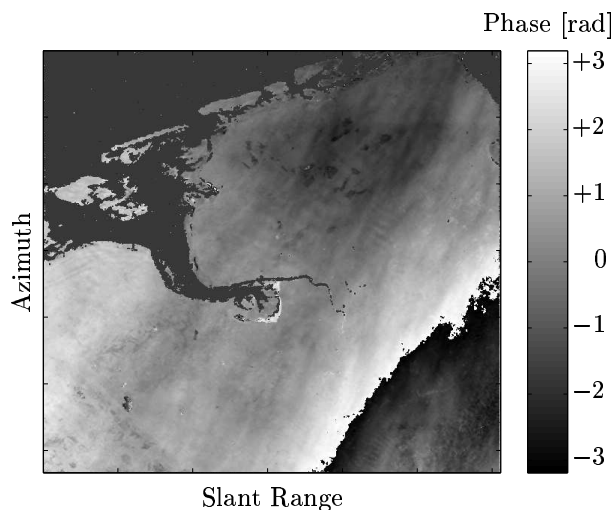 Phase [rad]
+3
+2
+1
0
−1
−2
−3
Azimuth
Slant Range